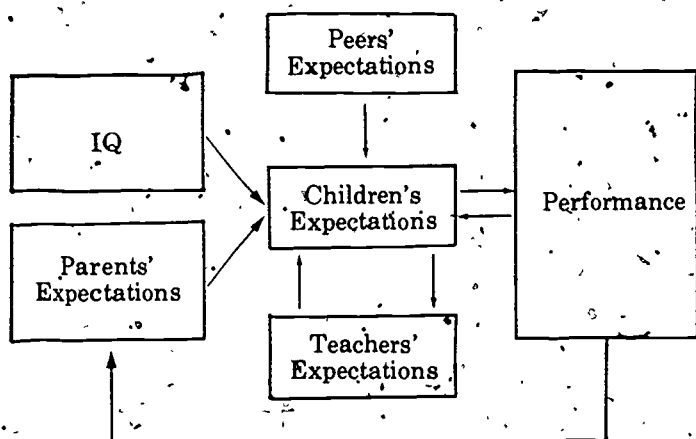 Peers'
Expectations
IQ
Children's
Expectations
Performance
Parents'
Expectations
Teachers'
Expectations